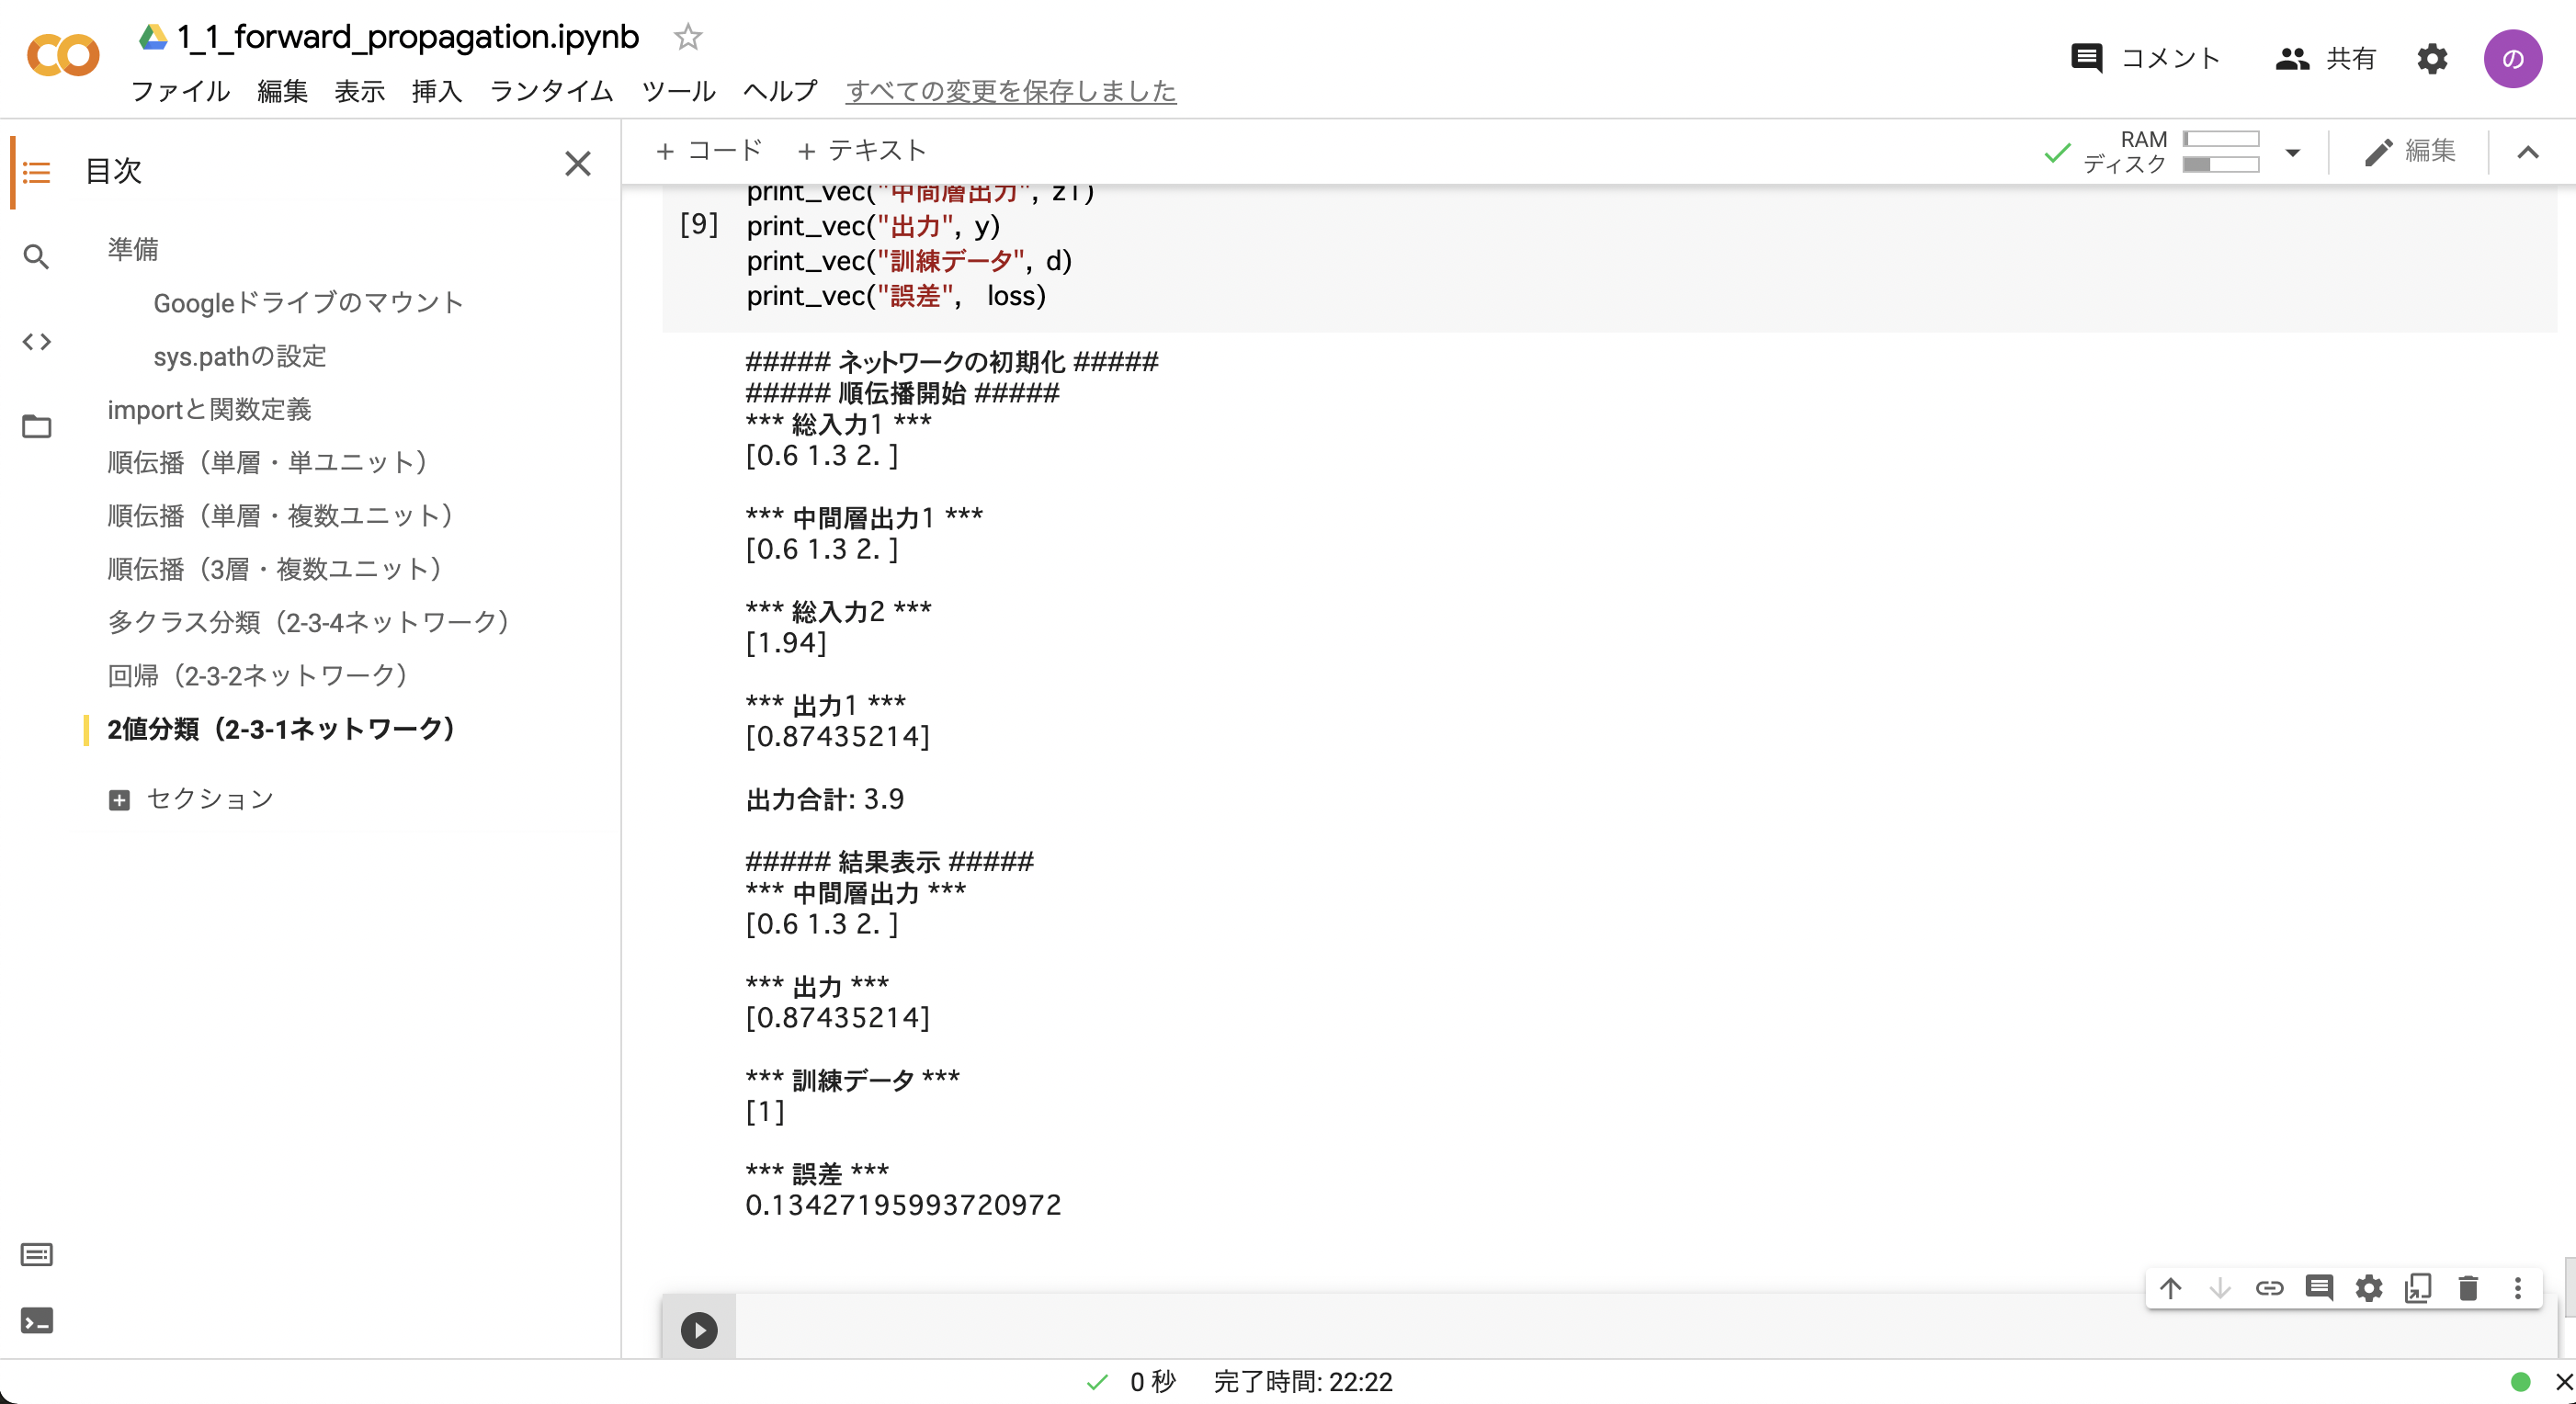 1_1_forward_propagation.ipynb
ファイル 編集 表示 挿入 ランタイム ツール ヘルプ すべての変更を保存しました
コメント 共有 の
目次
準備
Googleドライブのマウント
sys.pathの設定
importと関数定義
順伝播（単層・単ユニット）
順伝播（単層・複数ユニット）
順伝播（3層・複数ユニット）
多クラス分類（2-3-4ネットワーク）
回帰（2-3-2ネットワーク）
2値分類（2-3-1ネットワーク）
セクション
+ コード + テキスト
RAM
ディスク
編集
print_vec("中間層出力", z1)
[9] print_vec("出力", y)
print_vec("訓練データ", d)
print_vec("誤差", loss)
##### ネットワークの初期化 #####
##### 順伝播開始 #####
*** 総入力1 ***
[0.6 1.3 2. ]
*** 中間層出力1 ***
[0.6 1.3 2. ]
*** 総入力2 ***
[1.94]
*** 出力1 ***
[0.87435214]
出力合計: 3.9
##### 結果表示 #####
*** 中間層出力 ***
[0.6 1.3 2. ]
*** 出力 ***
[0.87435214]
*** 訓練データ ***
[1]
*** 誤差 ***
0.13427195993720972
0 秒 完了時間: 22:22